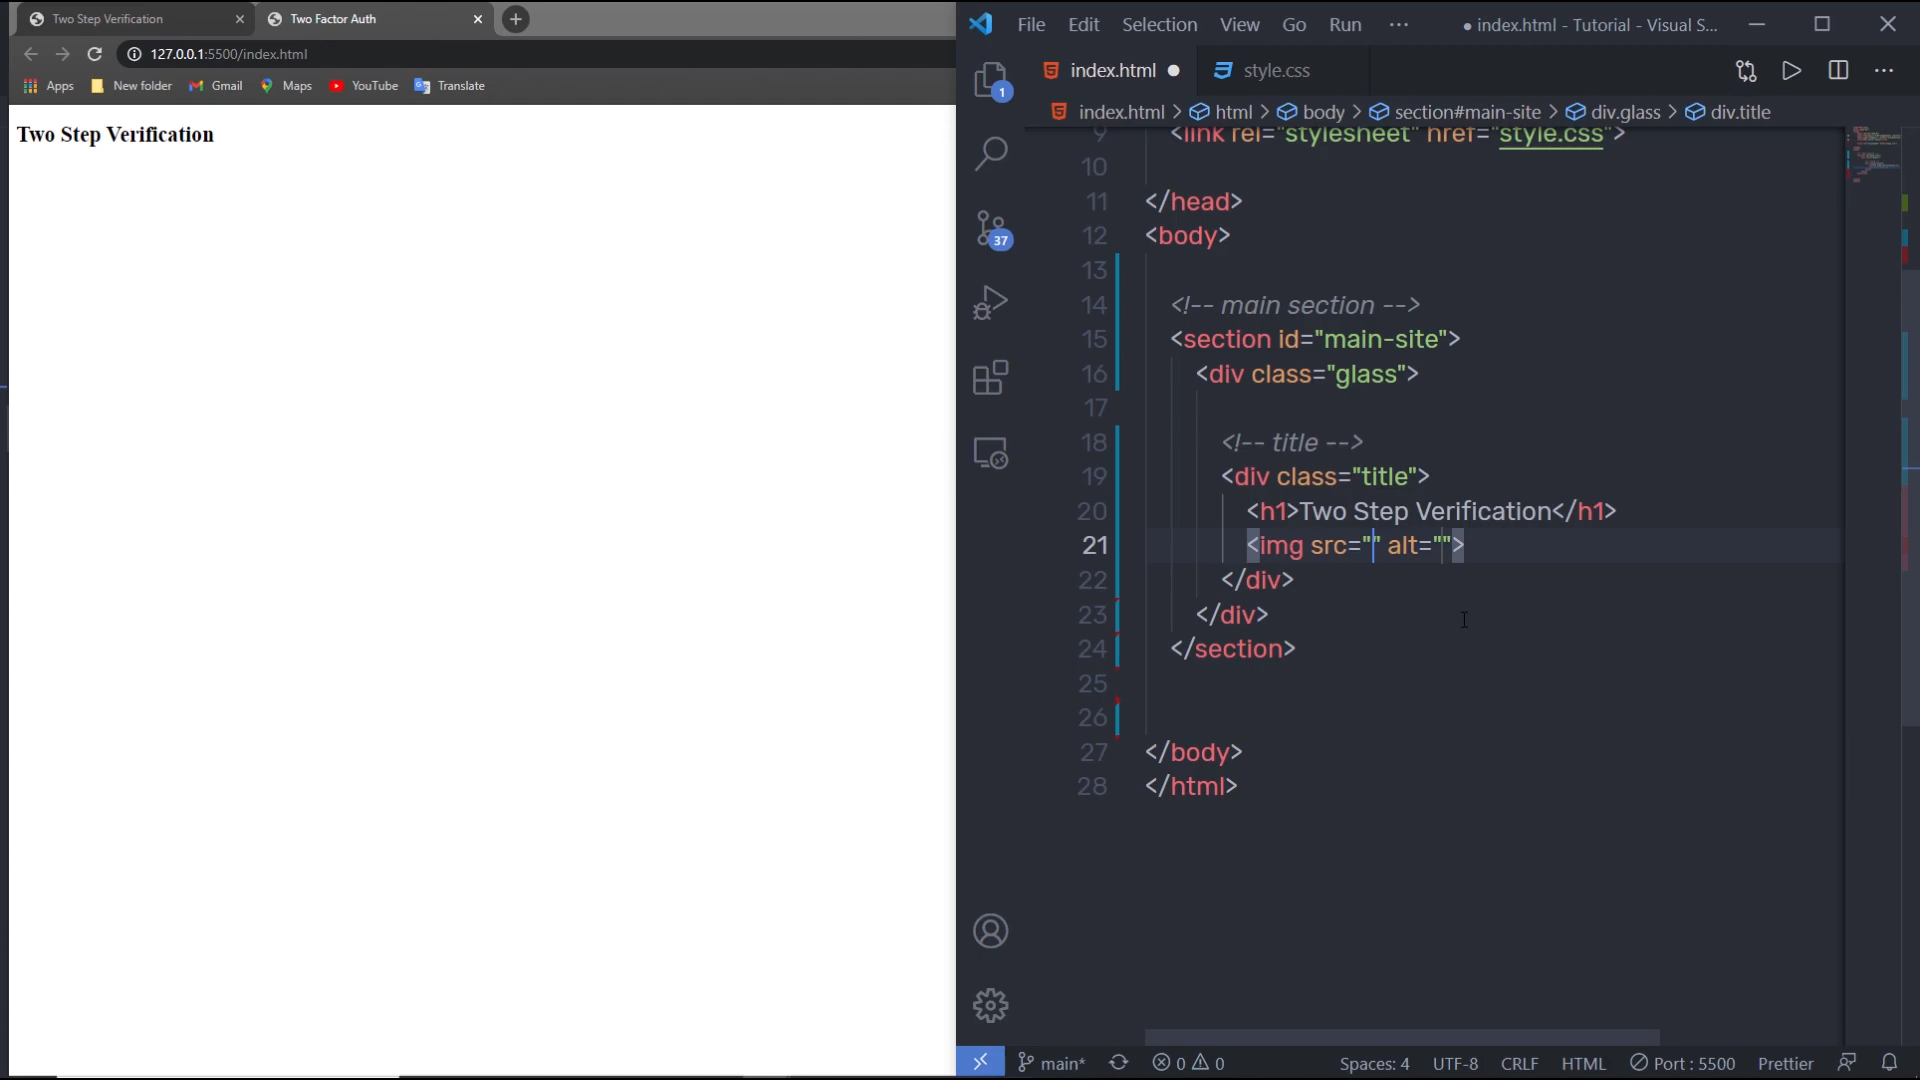 Two Step Verification
Two Factor Auth
127.0.0.1:5500/index.html
Apps New folder Gmail Maps YouTube Translate
Two Step Verification
File Edit Selection View Go Run ··· ● index.html - Tutorial - Visual S...
index.html ● style.css
index.html > html > body > section#main-site > div.glass > div.title
1
37
9 <link rel="stylesheet" href="style.css">
10
11 </head>
12 <body>
13
14 <!-- main section -->
15 <section id="main-site">
16 <div class="glass">
17
18 <!-- title -->
19 <div class="title">
20 <h1>Two Step Verification</h1>
21 <img src="" alt="">
22 </div>
23 </div>
24 </section>
25
26
27 </body>
28 </html>
main* 0 0 Spaces: 4 UTF-8 CRLF HTML Port : 5500 Prettier